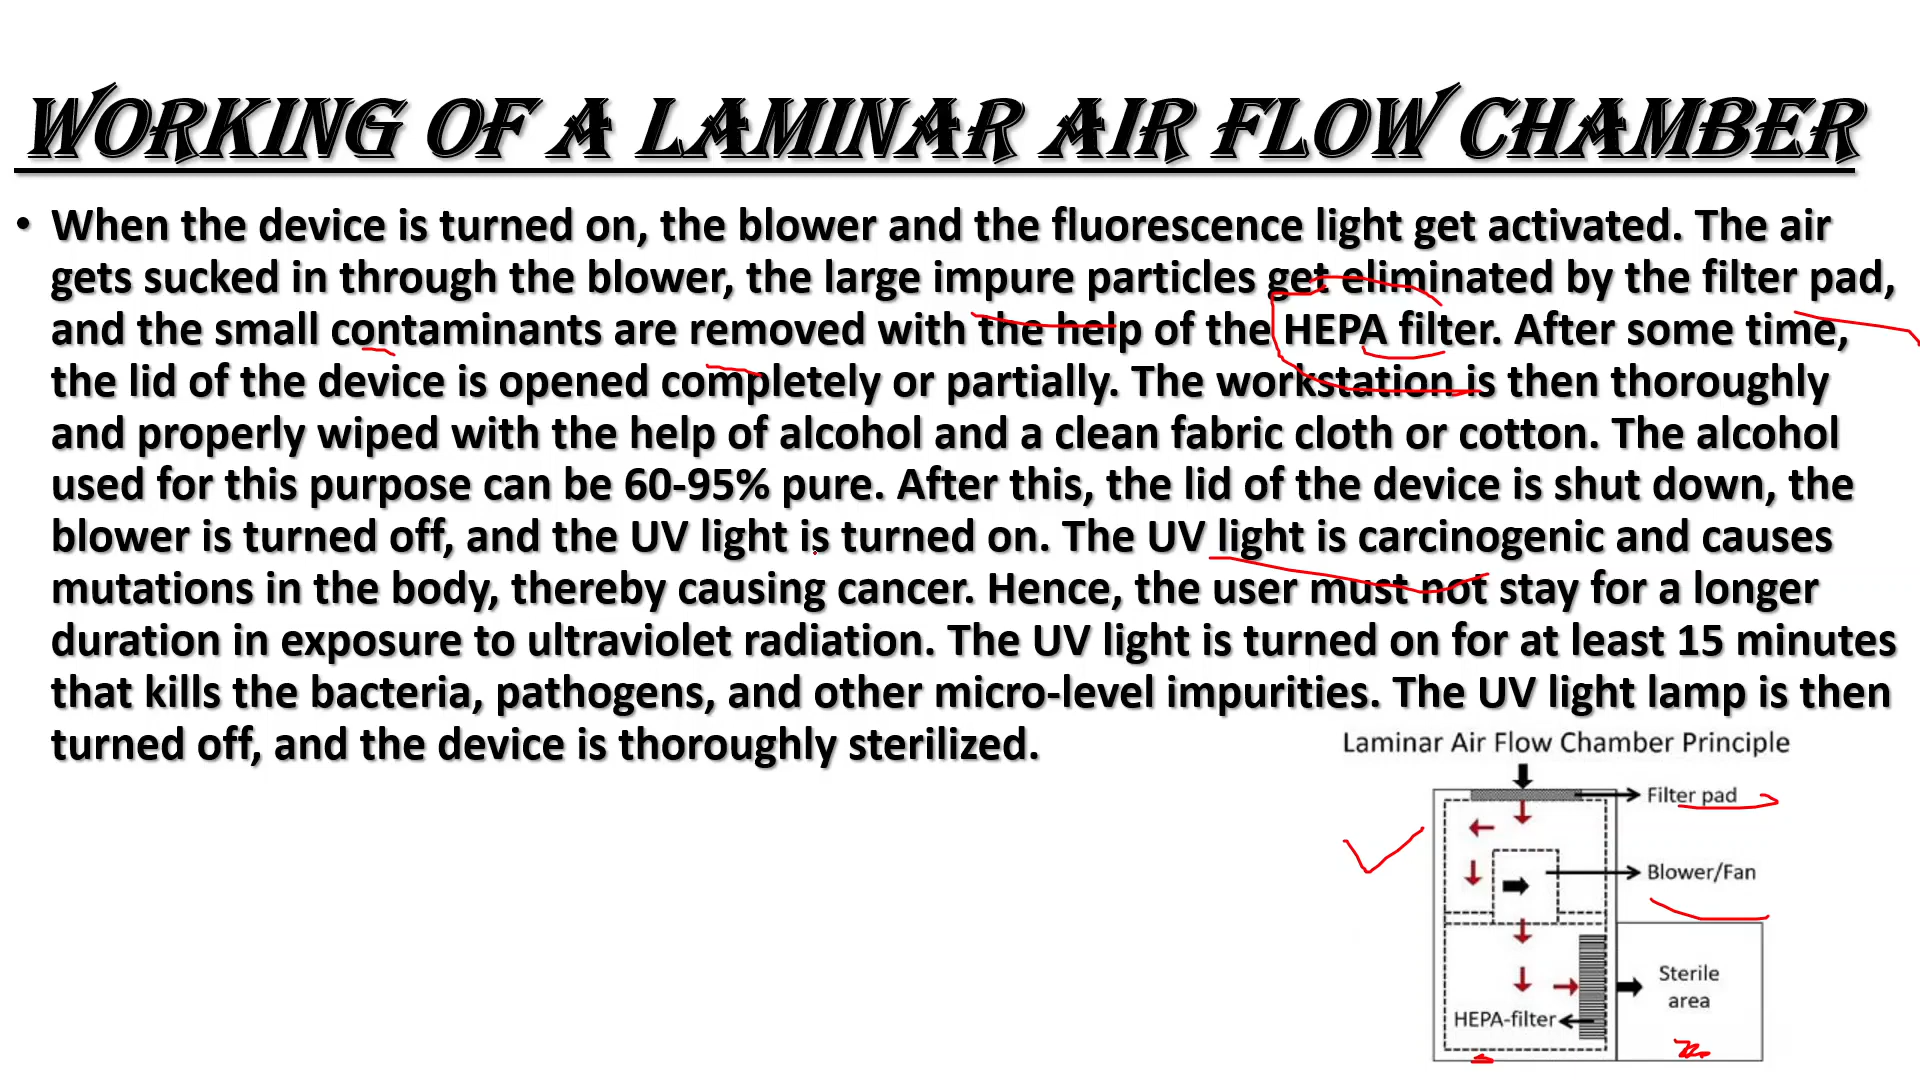 WORKING OF A LAMINAR AIR FLOW CHAMBER
• When the device is turned on, the blower and the fluorescence light get activated. The air
gets sucked in through the blower, the large impure particles get eliminated by the filter pad,
and the small contaminants are removed with the help of the HEPA filter. After some time,
the lid of the device is opened completely or partially. The workstation is then thoroughly
and properly wiped with the help of alcohol and a clean fabric cloth or cotton. The alcohol
used for this purpose can be 60-95% pure. After this, the lid of the device is shut down, the
blower is turned off, and the UV light is turned on. The UV light is carcinogenic and causes
mutations in the body, thereby causing cancer. Hence, the user must not stay for a longer
duration in exposure to ultraviolet radiation. The UV light is turned on for at least 15 minutes
that kills the bacteria, pathogens, and other micro-level impurities. The UV light lamp is then
turned off, and the device is thoroughly sterilized.
Laminar Air Flow Chamber Principle
Filter pad
Blower/Fan
Sterile
area
HEPA-filter